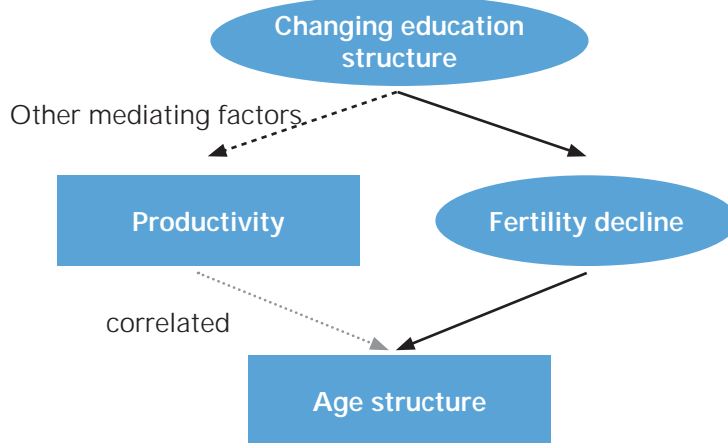 Changing education
structure
Other mediating factors
Productivity
Fertility decline
correlated
Age structure